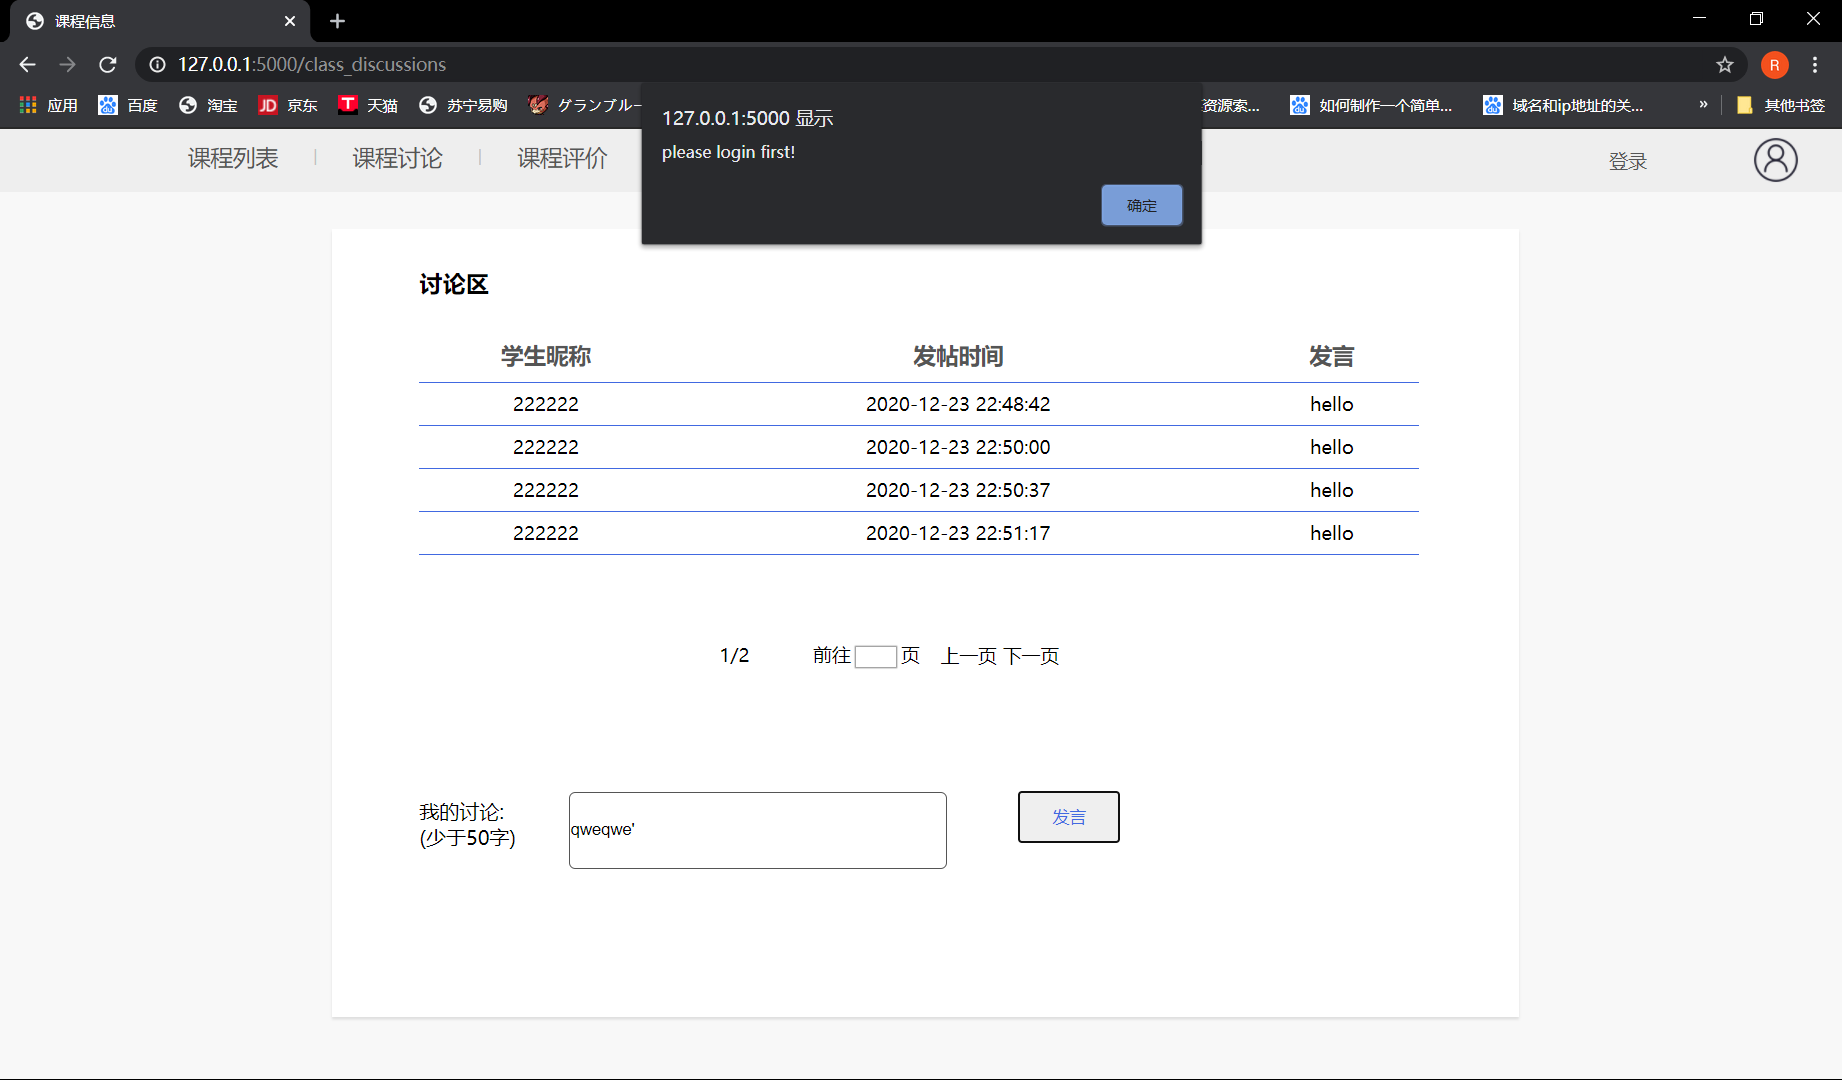 课程信息
127.0.0.1:5000/class_discussions
R
应用 百度 淘宝 JD 京东 T 天猫 苏宁易购 グランブルー 资源索... 如何制作一个简单... 域名和ip地址的关... » 其他书签
127.0.0.1:5000 显示
please login first!
确定
课程列表 | 课程讨论 | 课程评价 登录
讨论区
学生昵称 发帖时间 发言
222222 2020-12-23 22:48:42 hello
222222 2020-12-23 22:50:00 hello
222222 2020-12-23 22:50:37 hello
222222 2020-12-23 22:51:17 hello
1/2 前往 页 上一页 下一页
我的讨论:
(少于50字)
qweqwe'
发言